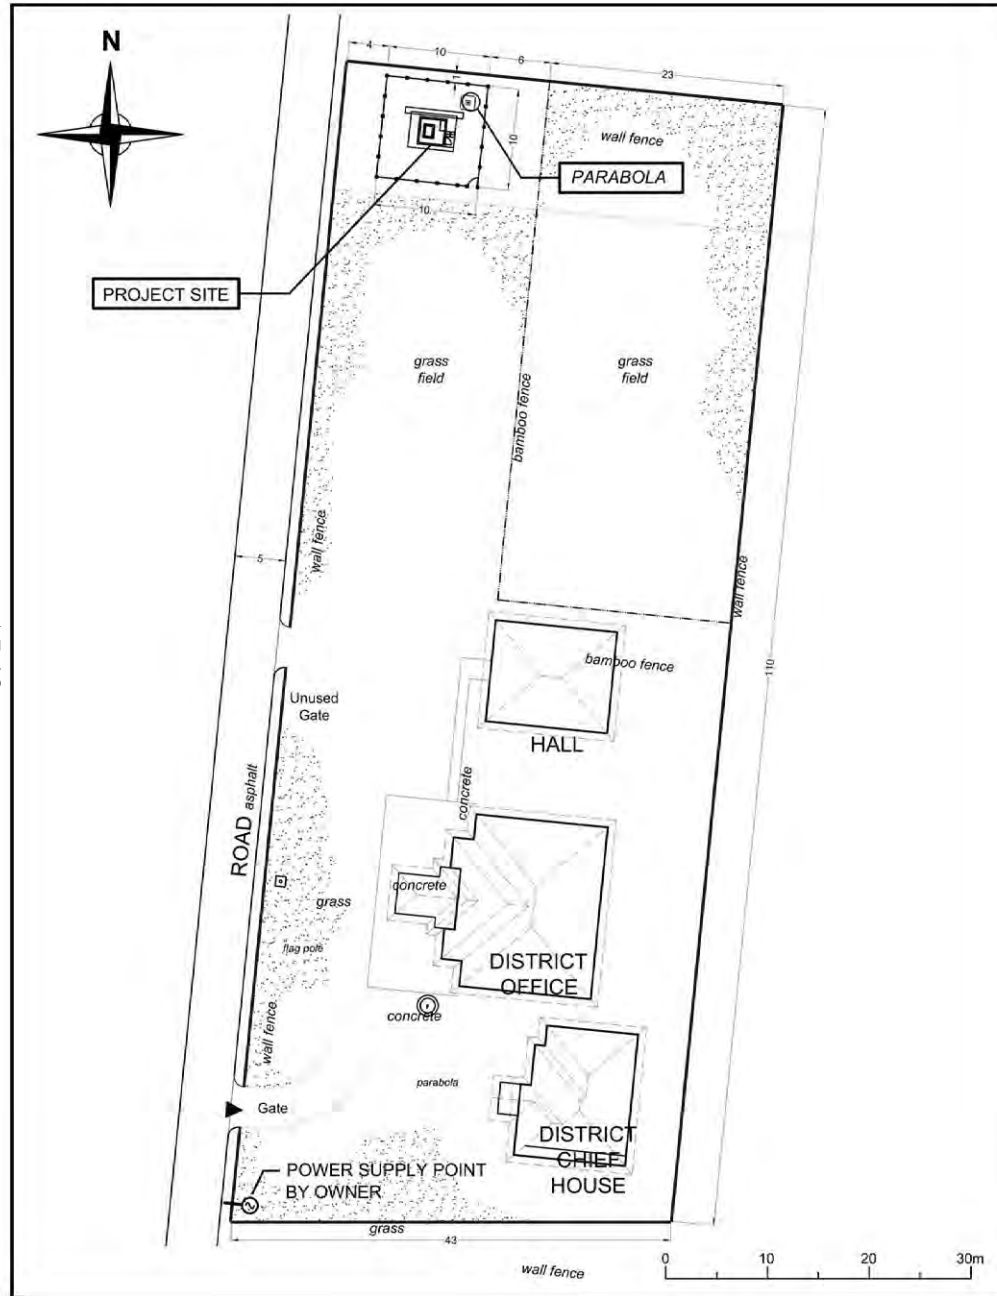 N
4
10
6
23
1
wall fence
10
PARABOLA
10
PROJECT SITE
grass
field
grass
field
bamboo fence
wall fence
5
wall fence
bamboo fence
110
Unused
Gate
HALL
concrete
ROAD asphalt
concrete
grass
flag pole
DISTRICT
OFFICE
concrete
wall fence
parabola
Gate
DISTRICT
CHIEF
HOUSE
POWER SUPPLY POINT
BY OWNER
grass
43
0
10
20
30m
wall fence